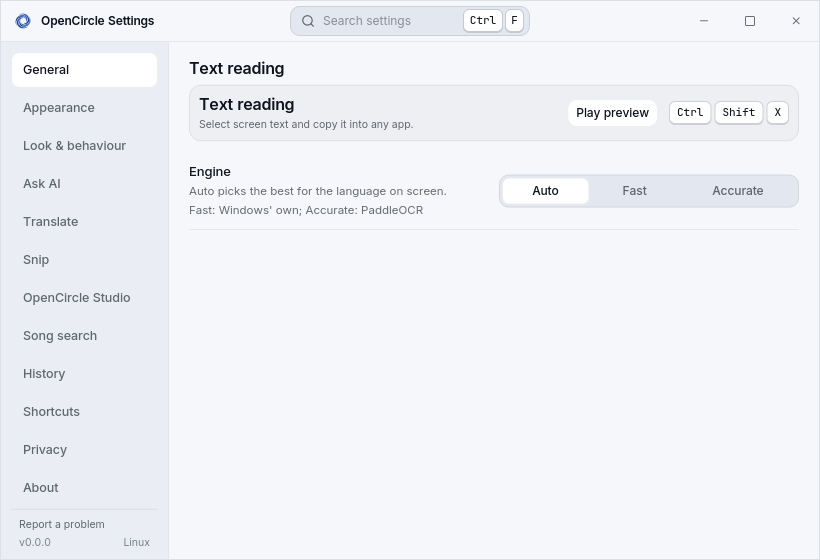 OpenCircle Settings
Search settings
Ctrl F
General
Appearance
Look & behaviour
Ask AI
Translate
Snip
OpenCircle Studio
Song search
History
Shortcuts
Privacy
About
Report a problem
v0.0.0 Linux
Text reading
Text reading
Select screen text and copy it into any app.
Play preview
Ctrl Shift X
Engine
Auto picks the best for the language on screen.
Fast: Windows' own; Accurate: PaddleOCR
Auto Fast Accurate